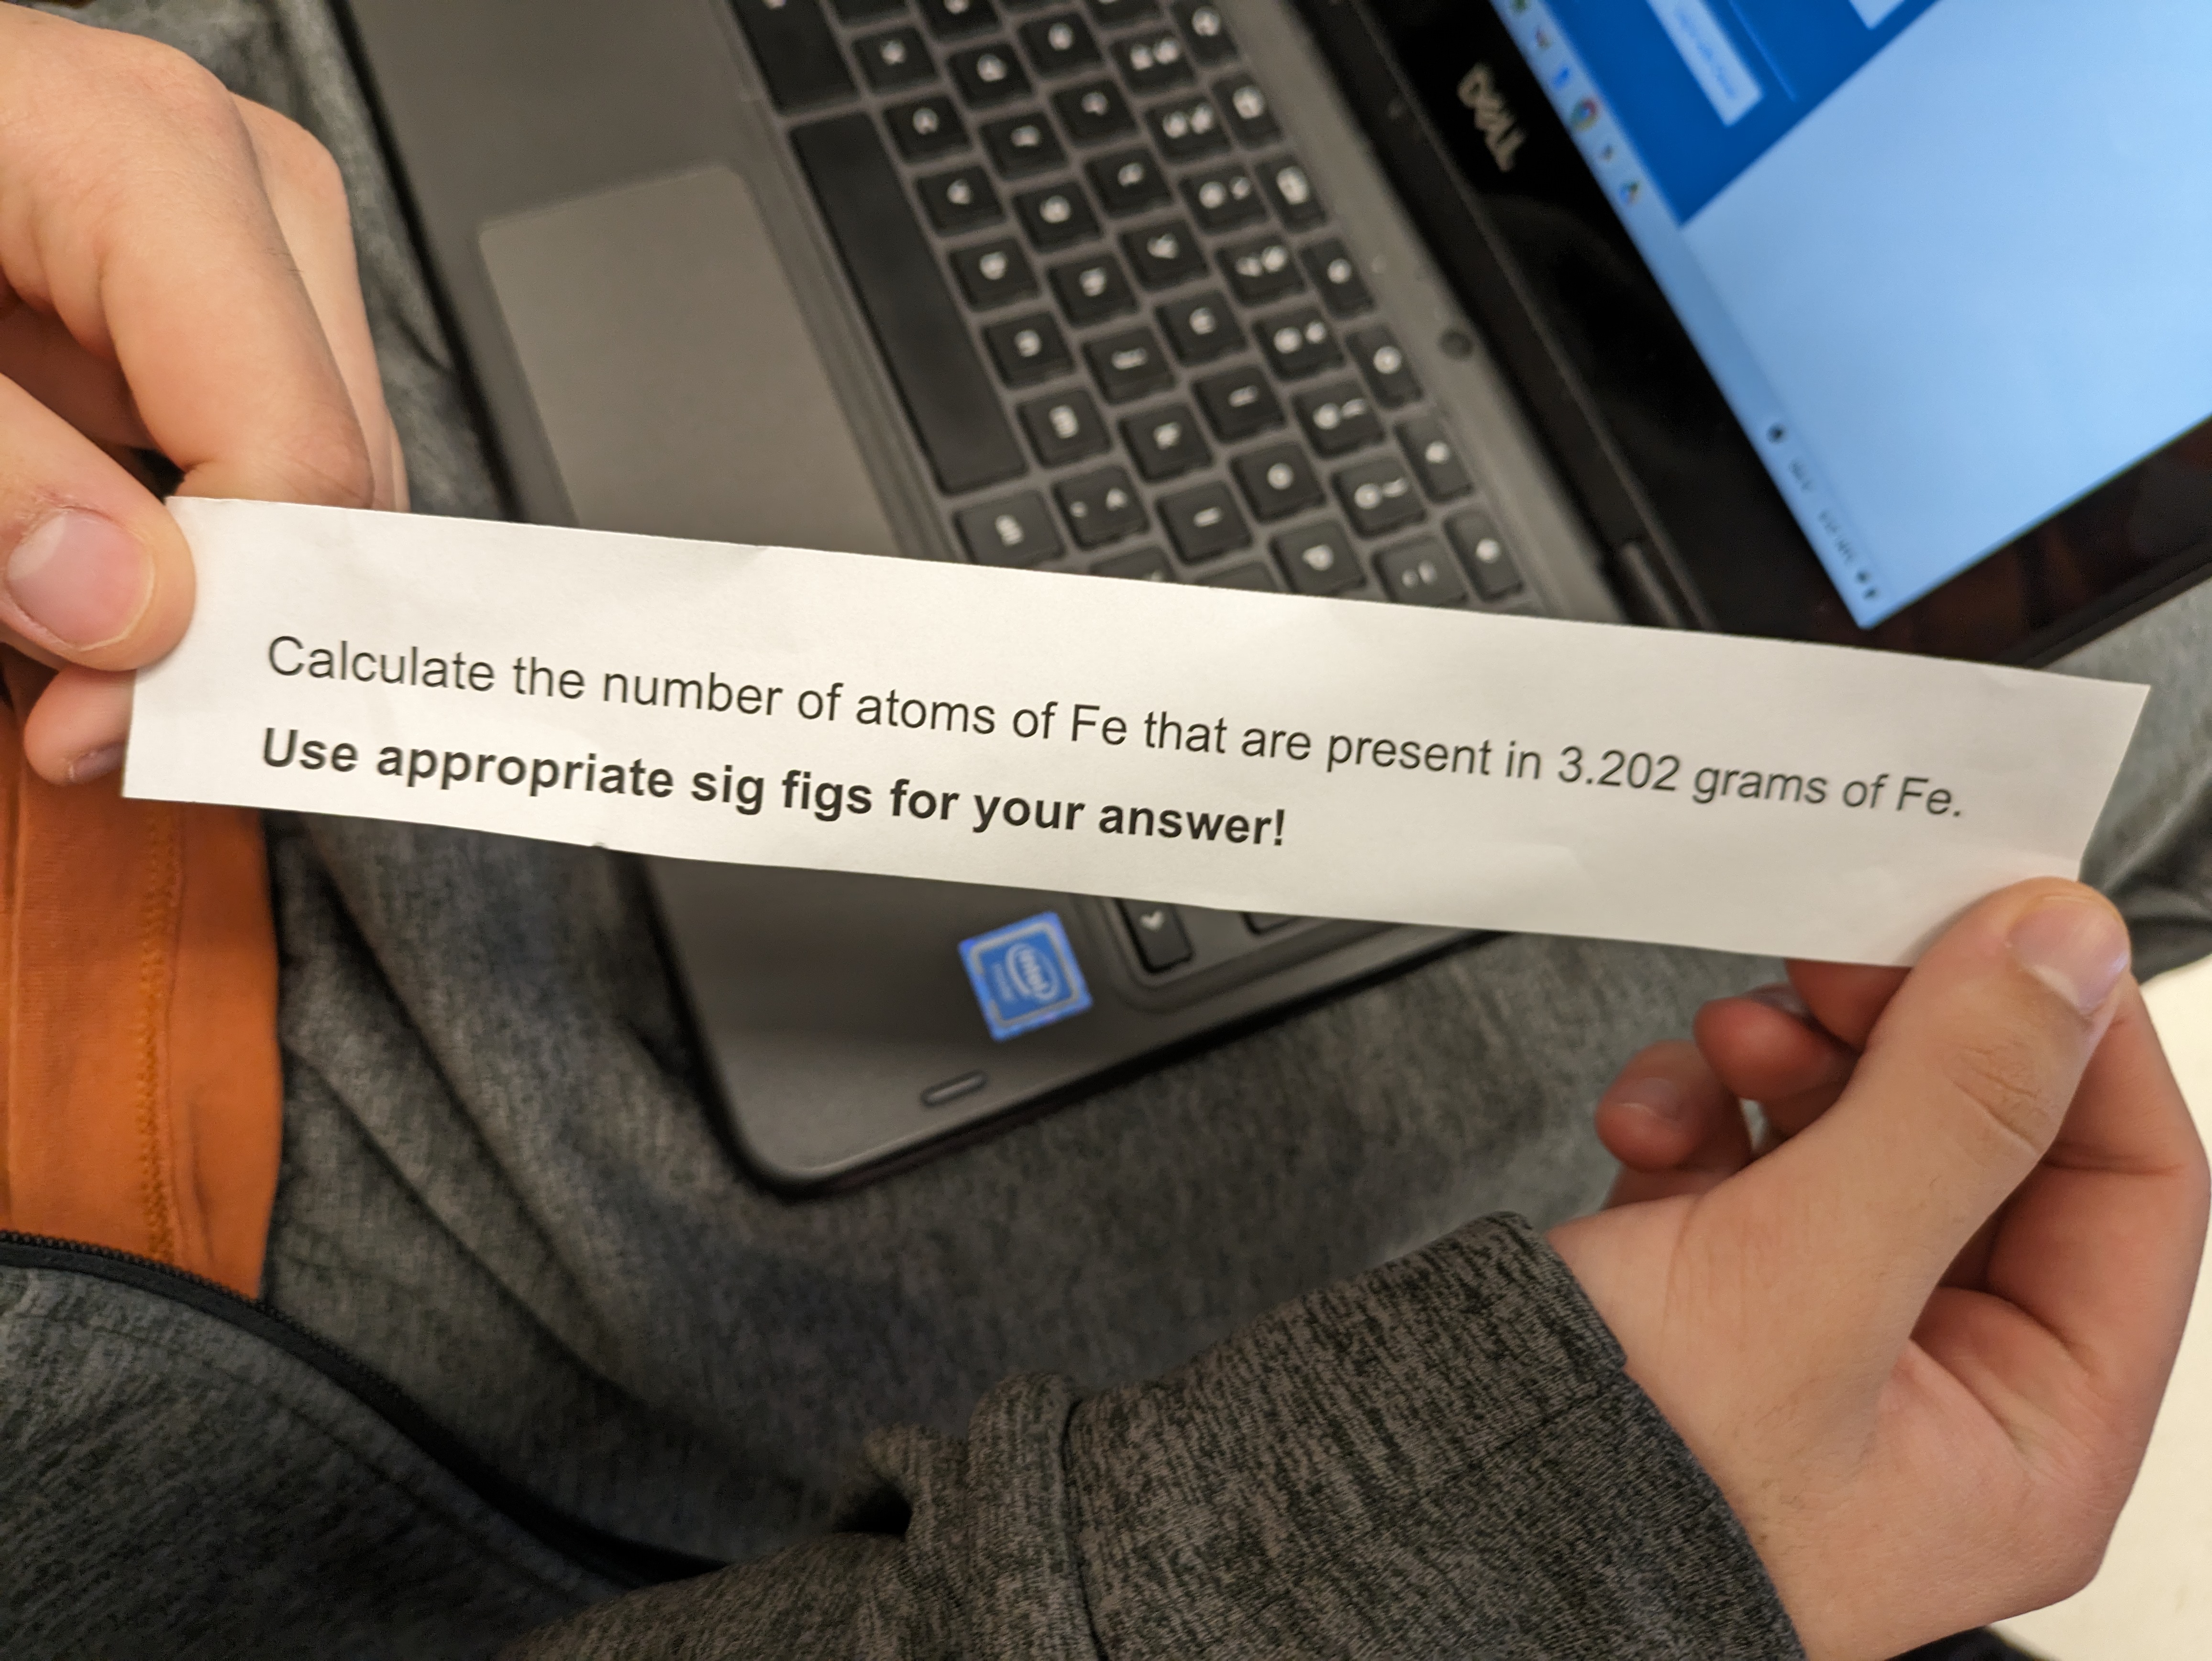 DELL
Calculate the number of atoms of Fe that are present in 3.202 grams of Fe.
Use appropriate sig figs for your answer!
intel